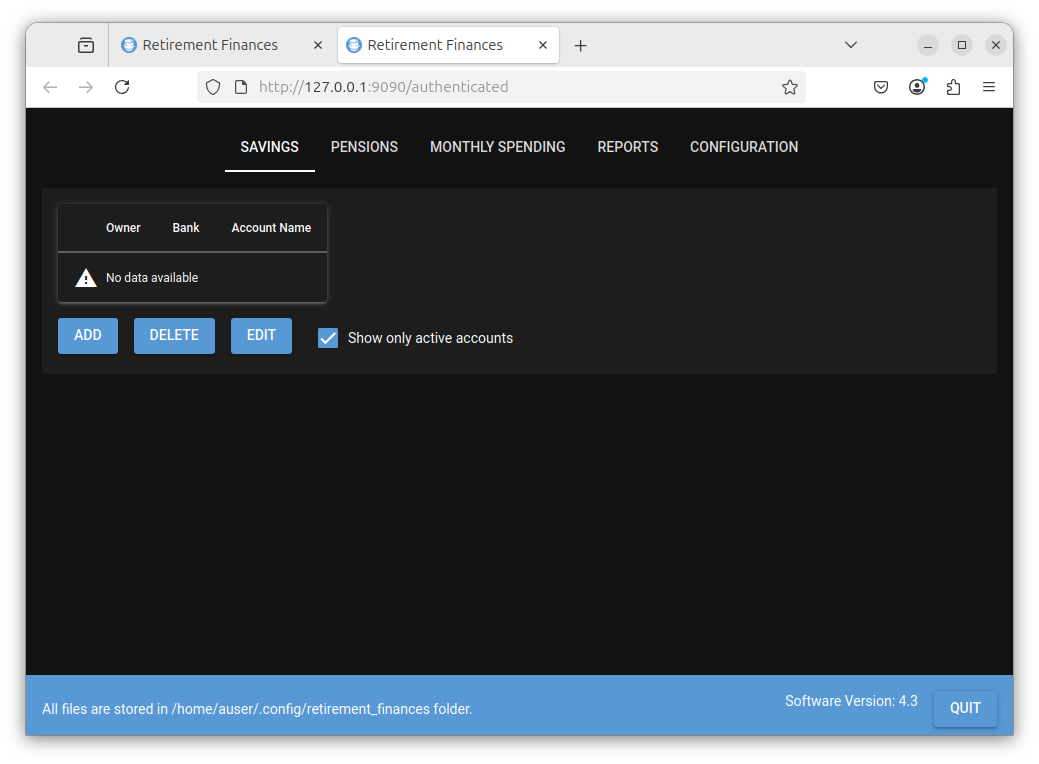 Retirement Finances
Retirement Finances
http://127.0.0.1:9090/authenticated
SAVINGS PENSIONS MONTHLY SPENDING REPORTS CONFIGURATION
Owner Bank Account Name
No data available
ADD DELETE EDIT Show only active accounts
All files are stored in /home/auser/.config/retirement_finances folder.
Software Version: 4.3
QUIT